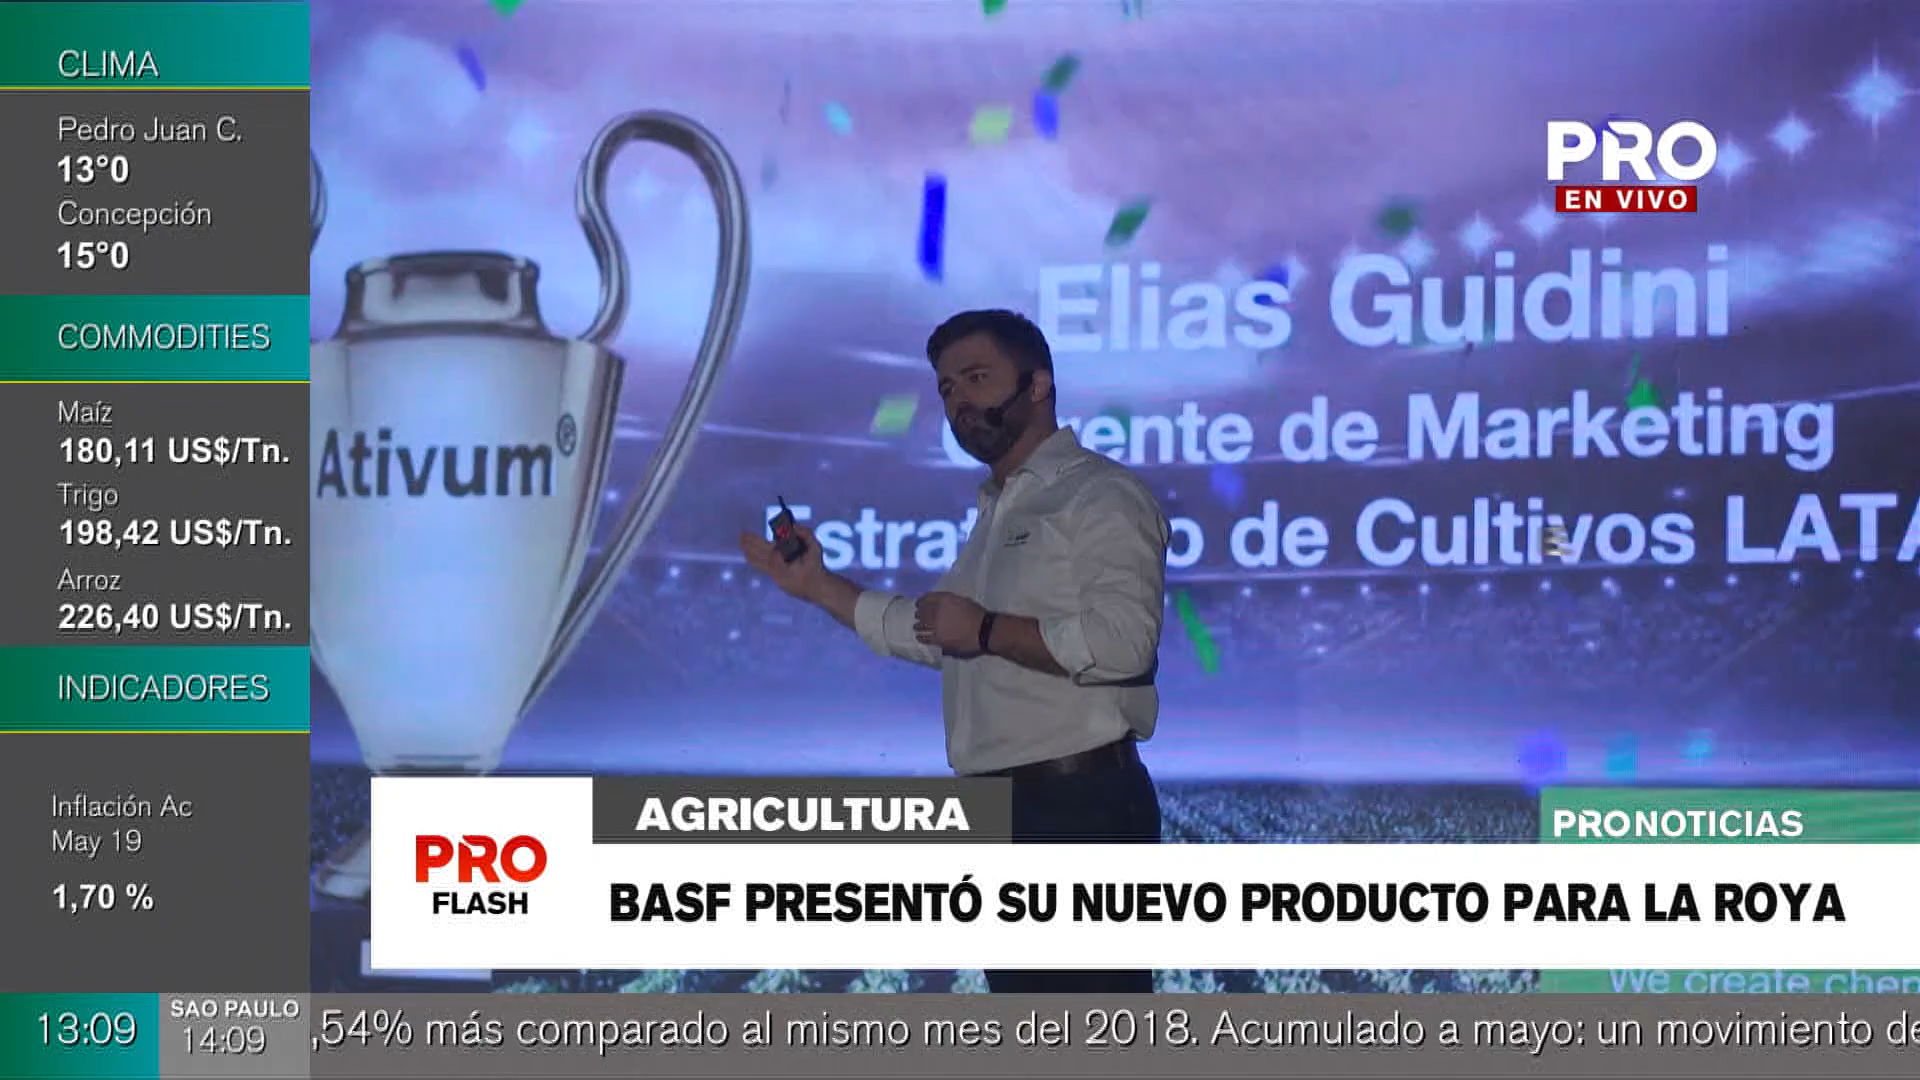 CLIMA
Pedro Juan C.
13°0
Concepción
15°0
COMMODITIES
Maíz
180,11 US$/Tn.
Trigo
198,42 US$/Tn.
Arroz
226,40 US$/Tn.
INDICADORES
Inflación Ac
May 19
1,70 %
13:09
SAO PAULO
14:09
PRO
EN VIVO
Elias Guidini
de Marketing
de Cultivos LATA
Ativum®
AGRICULTURA
PRONOTICIAS
PRO
FLASH
BASF PRESENTÓ SU NUEVO PRODUCTO PARA LA ROYA
We create chem
,54% más comparado al mismo mes del 2018. Acumulado a mayo: un movimiento de